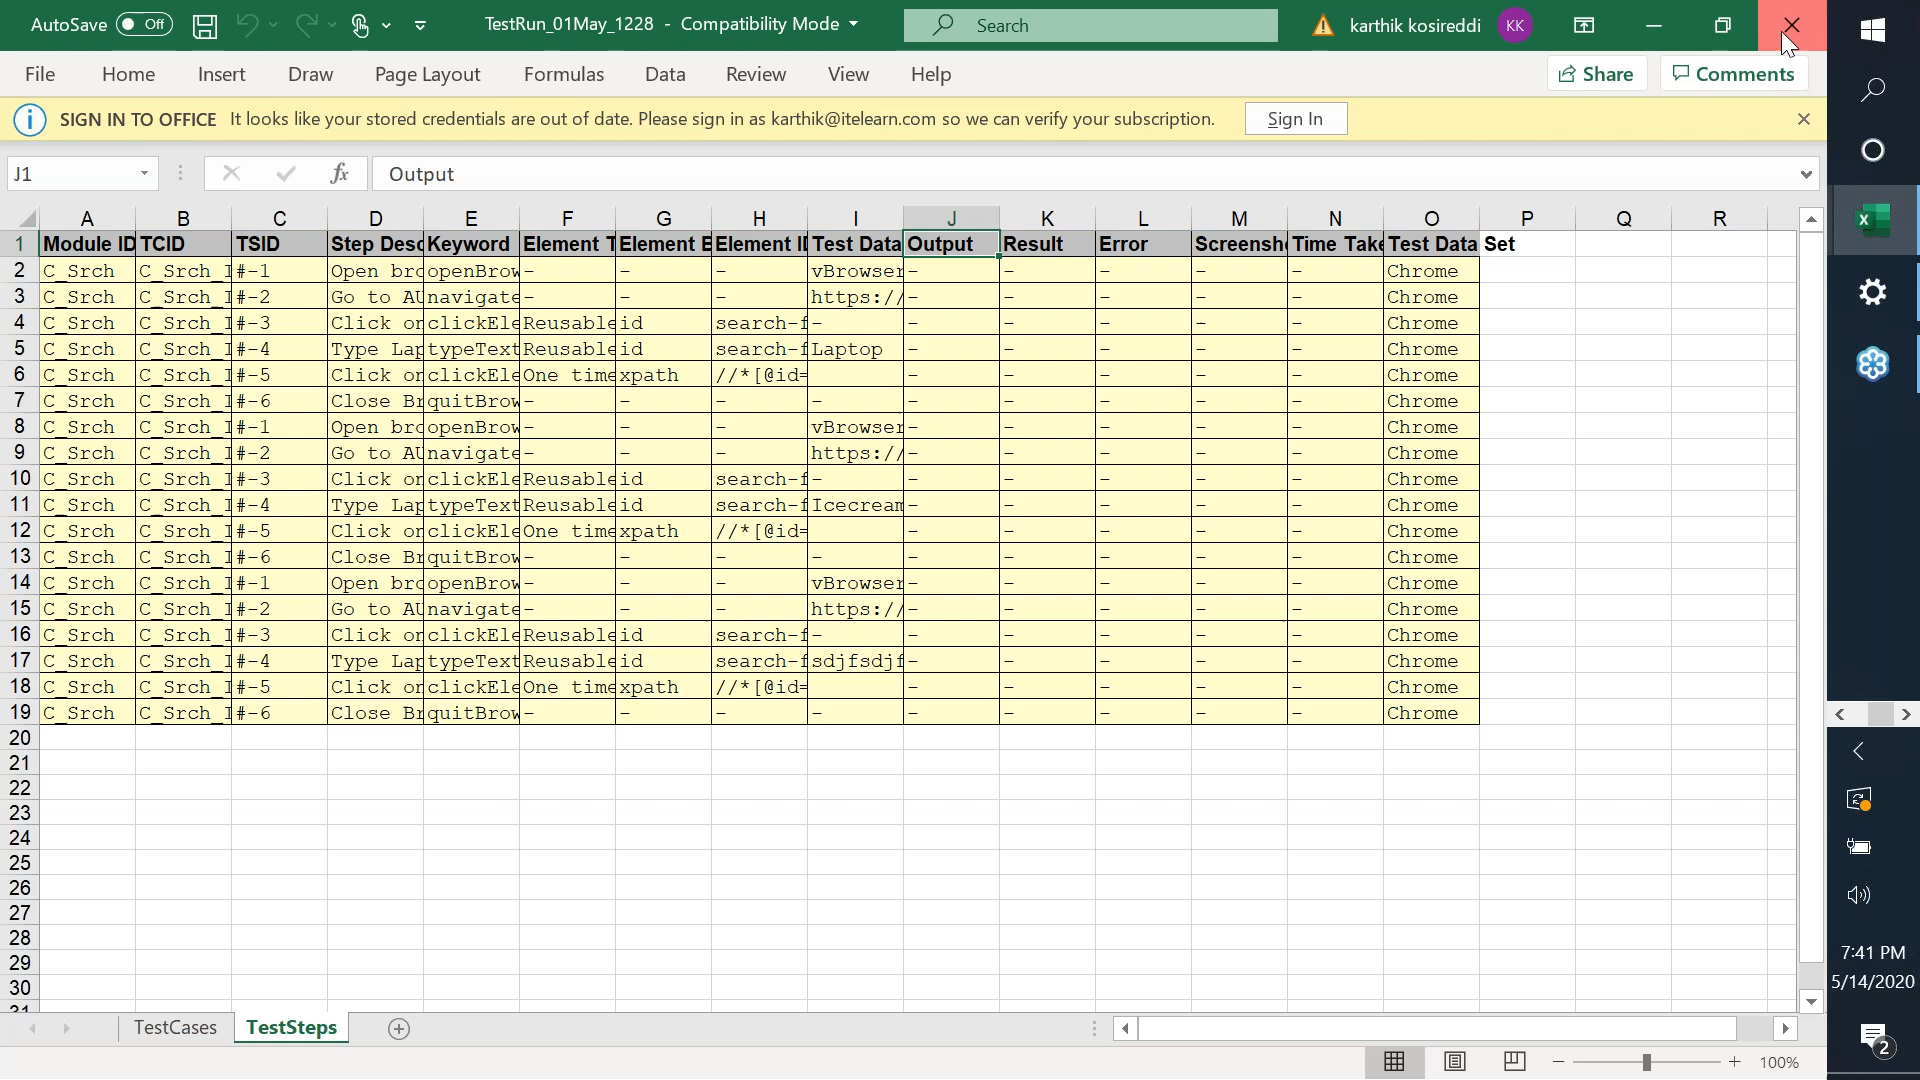 AutoSave Off TestRun_01May_1228 - Compatibility Mode Search karthik kosireddi KK
File Home Insert Draw Page Layout Formulas Data Review View Help Share Comments
SIGN IN TO OFFICE It looks like your stored credentials are out of date. Please sign in as karthik@itelearn.com so we can verify your subscription. Sign In
J1 fx Output
A B C D E F G H I J K L M N O P Q R
1 Module ID TCID TSID Step Desc Keyword Element T Element E Element I Test Data Output Result Error Screensh Time Take Test Data Set
2 C_Srch C_Srch_I #-1 Open bro openBrow - - - vBrowser - - - - - Chrome
3 C_Srch C_Srch_I #-2 Go to AU navigate - - - https:// - - - - - Chrome
4 C_Srch C_Srch_I #-3 Click on clickEle Reusable id search-f - - - - - - Chrome
5 C_Srch C_Srch_I #-4 Type Lap typeText Reusable id search-f Laptop - - - - - Chrome
6 C_Srch C_Srch_I #-5 Click on clickEle One time xpath //*[@id= - - - - - Chrome
7 C_Srch C_Srch_I #-6 Close Br quitBrow - - - - - - - - - Chrome
8 C_Srch C_Srch_I #-1 Open bro openBrow - - - vBrowser - - - - - Chrome
9 C_Srch C_Srch_I #-2 Go to AU navigate - - - https:// - - - - - Chrome
10 C_Srch C_Srch_I #-3 Click on clickEle Reusable id search-f - - - - - - Chrome
11 C_Srch C_Srch_I #-4 Type Lap typeText Reusable id search-f Icecream - - - - - Chrome
12 C_Srch C_Srch_I #-5 Click on clickEle One time xpath //*[@id= - - - - - Chrome
13 C_Srch C_Srch_I #-6 Close Br quitBrow - - - - - - - - - Chrome
14 C_Srch C_Srch_I #-1 Open bro openBrow - - - vBrowser - - - - - Chrome
15 C_Srch C_Srch_I #-2 Go to AU navigate - - - https:// - - - - - Chrome
16 C_Srch C_Srch_I #-3 Click on clickEle Reusable id search-f - - - - - - Chrome
17 C_Srch C_Srch_I #-4 Type Lap typeText Reusable id search-f sdjfsdjf - - - - - Chrome
18 C_Srch C_Srch_I #-5 Click on clickEle One time xpath //*[@id= - - - - - Chrome
19 C_Srch C_Srch_I #-6 Close Br quitBrow - - - - - - - - - Chrome
20
21
22
23
24
25
26
27
28
29
30
31
TestCases TestSteps
100%
7:41 PM
5/14/2020
2